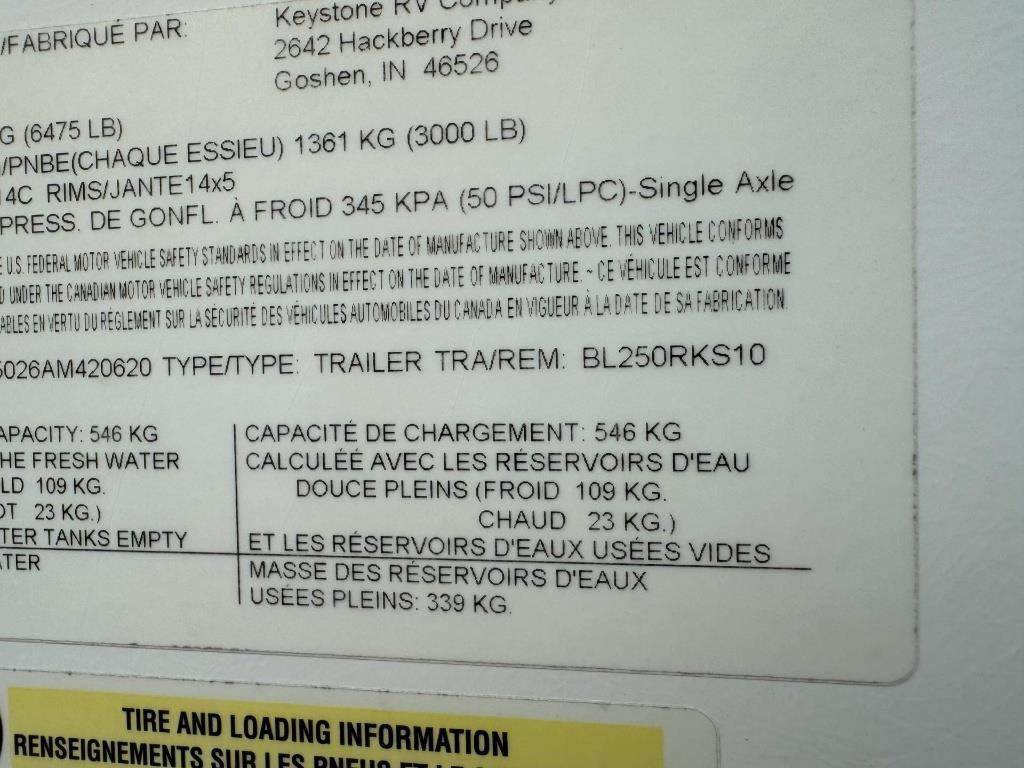 /FABRIQUÉ PAR: Keystone RV Company
2642 Hackberry Drive
Goshen, IN 46526
G (6475 LB)
/PNBE(CHAQUE ESSIEU) 1361 KG (3000 LB)
14C RIMS/JANTE14x5
PRESS. DE GONFL. À FROID 345 KPA (50 PSI/LPC)-Single Axle
E U.S. FEDERAL MOTOR VEHICLE SAFETY STANDARDS IN EFFECT ON THE DATE OF MANUFACTURE SHOWN ABOVE. THIS VEHICLE CONFORMS
D UNDER THE CANADIAN MOTOR VEHICLE SAFETY REGULATIONS IN EFFECT ON THE DATE OF MANUFACTURE. ~ CE VÉHICULE EST CONFORME
ABLES EN VERTU DU RÈGLEMENT SUR LA SÉCURITÉ DES VÉHICULES AUTOMOBILES DU CANADA EN VIGUEUR À LA DATE DE SA FABRICATION.
5026AM420620 TYPE/TYPE: TRAILER TRA/REM: BL250RKS10
APACITY: 546 KG
HE FRESH WATER
LD 109 KG.
OT 23 KG.)
TER TANKS EMPTY
ATER
CAPACITÉ DE CHARGEMENT: 546 KG
CALCULÉÉ AVEC LES RÉSERVOIRS D'EAU
DOUCE PLEINS (FROID 109 KG.
CHAUD 23 KG.)
ET LES RÉSERVOIRS D'EAUX USÉES VIDES
MASSE DES RÉSERVOIRS D'EAUX
USÉES PLEINS: 339 KG.
TIRE AND LOADING INFORMATION
RENSEIGNEMENTS SUR LES PNEUS ET LE